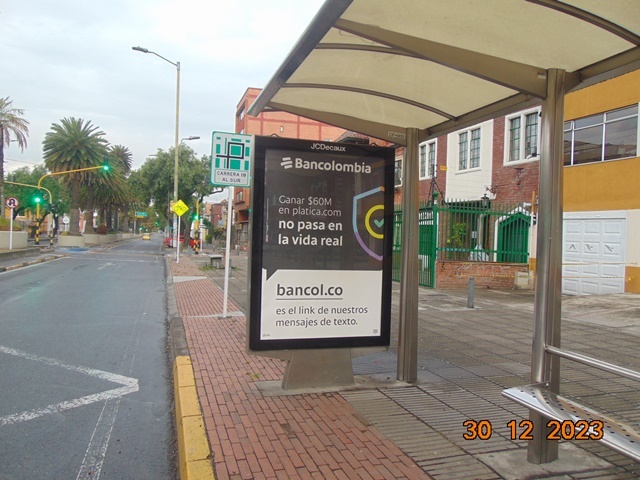 JCDecaux
Bancolombia
Ganar $60M
en platica.com
no pasa en
la vida real
bancol.co
es el link de nuestros
mensajes de texto.
CARRERA 19
AL SUR
30 12 2023